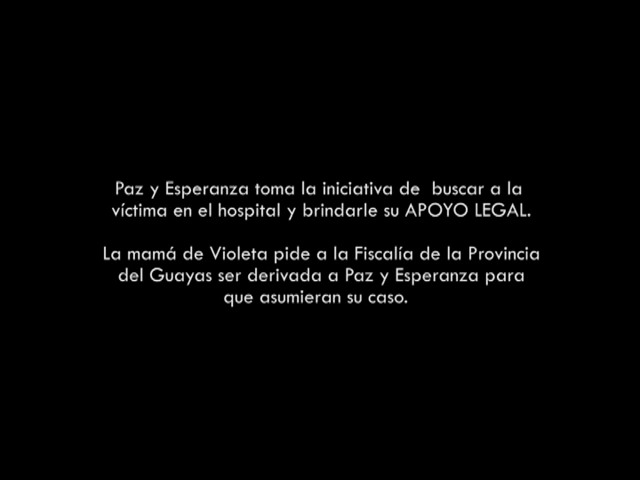 Paz y Esperanza toma la iniciativa de  buscar a la
víctima en el hospital y brindarle su APOYO LEGAL.
La mamá de Violeta pide a la Fiscalía de la Provincia
del Guayas ser derivada a Paz y Esperanza para
que asumieran su caso.